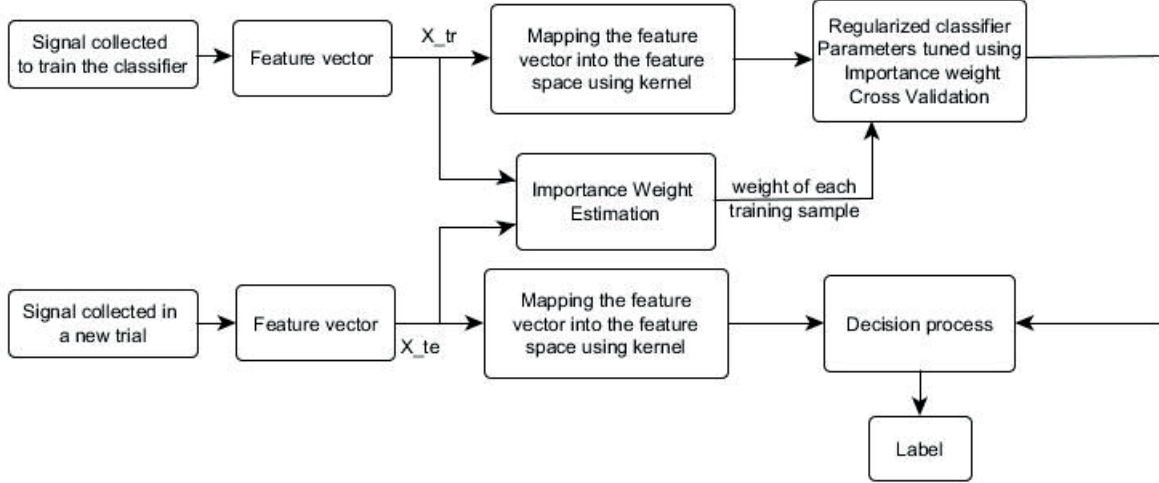 Signal collected
to train the classifier
Feature vector
X_tr
Mapping the feature
vector into the feature
space using kernel
Regularized classifier
Parameters tuned using
Importance weight
Cross Validation
Importance Weight
Estimation
weight of each
training sample
Signal collected in
a new trial
Feature vector
X_te
Mapping the feature
vector into the feature
space using kernel
Decision process
Label